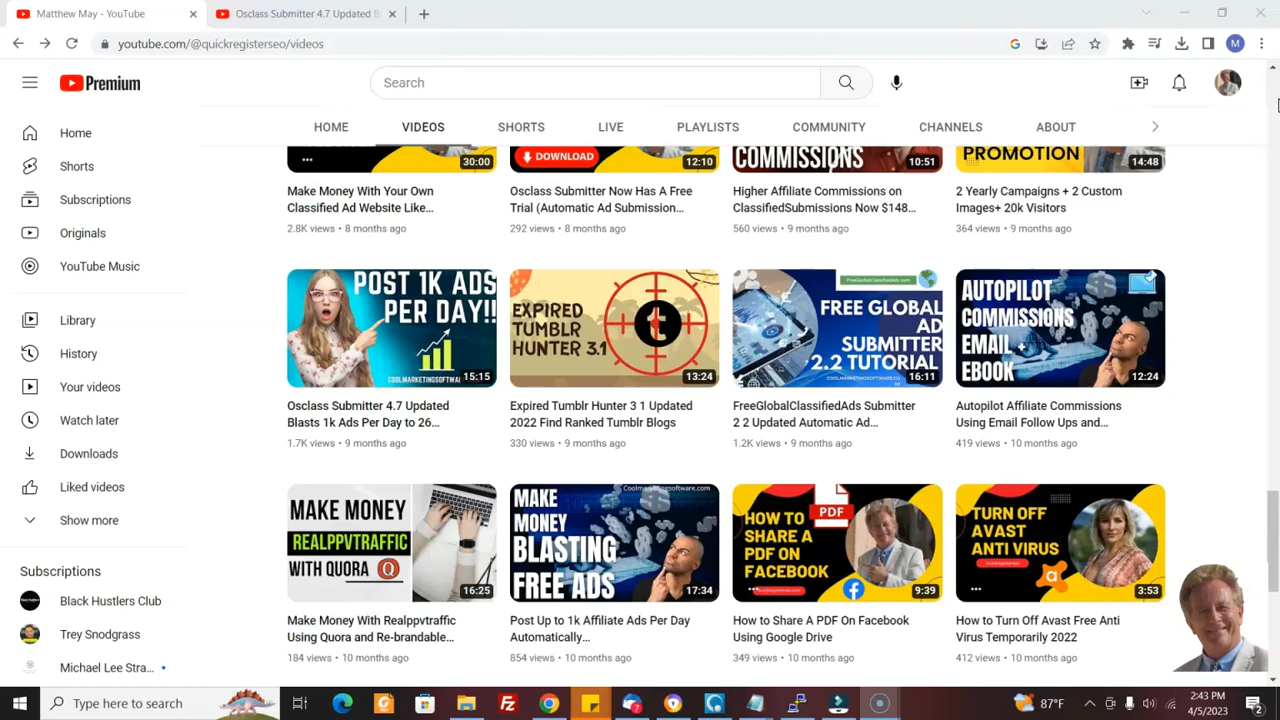 Matthew May - YouTube
Osclass Submitter 4.7 Updated B
youtube.com/@quickregisterseo/videos
M
Premium
Search
HOME
VIDEOS
SHORTS
LIVE
PLAYLISTS
COMMUNITY
CHANNELS
ABOUT
Home
Shorts
Subscriptions
Originals
YouTube Music
Library
History
Your videos
Watch later
Downloads
Liked videos
Show more
Subscriptions
Black Hustlers Club
Trey Snodgrass
Michael Lee Stra...
30:00
Make Money With Your Own
Classified Ad Website Like...
2.8K views • 8 months ago
DOWNLOAD
12:10
Osclass Submitter Now Has A Free
Trial (Automatic Ad Submission...
292 views • 8 months ago
COMMISSIONS
10:51
Higher Affiliate Commissions on
ClassifiedSubmissions Now $148...
560 views • 9 months ago
PROMOTION
14:48
2 Yearly Campaigns + 2 Custom
Images+ 20k Visitors
364 views • 9 months ago
POST 1K ADS
PER DAY!!
COOLMARKETINGSOFTWA
15:15
Osclass Submitter 4.7 Updated
Blasts 1k Ads Per Day to 26...
1.7K views • 9 months ago
EXPIRED
TUMBLR
HUNTER 3.1
t
13:24
Expired Tumblr Hunter 3 1 Updated
2022 Find Ranked Tumblr Blogs
330 views • 9 months ago
FreeGlobalClassifiedAds.com
FREE GLOBAL
AD
SUBMITTER
2.2 TUTORIAL
16:11
FreeGlobalClassifiedAds Submitter
2 2 Updated Automatic Ad...
1.2K views • 9 months ago
AUTOPILOT
COMMISSIONS
EMAIL +
EBOOK
12:24
Autopilot Affiliate Commissions
Using Email Follow Ups and...
419 views • 10 months ago
MAKE MONEY
REALPPVTRAFFIC
WITH QUORA Q
16:25
Make Money With Realppvtraffic
Using Quora and Re-brandable...
184 views • 10 months ago
Coolmarketingsoftware.com
MAKE
MONEY
BLASTING
FREE ADS
17:34
Post Up to 1k Affiliate Ads Per Day
Automatically...
854 views • 10 months ago
PDF
HOW TO
SHARE A
PDF ON
FACEBOOK
9:39
How to Share A PDF On Facebook
Using Google Drive
349 views • 10 months ago
TURN OFF
AVAST
ANTI VIRUS
3:53
How to Turn Off Avast Free Anti
Virus Temporarily 2022
412 views • 10 months ago
Type here to search
87°F
2:43 PM
4/5/2023
2